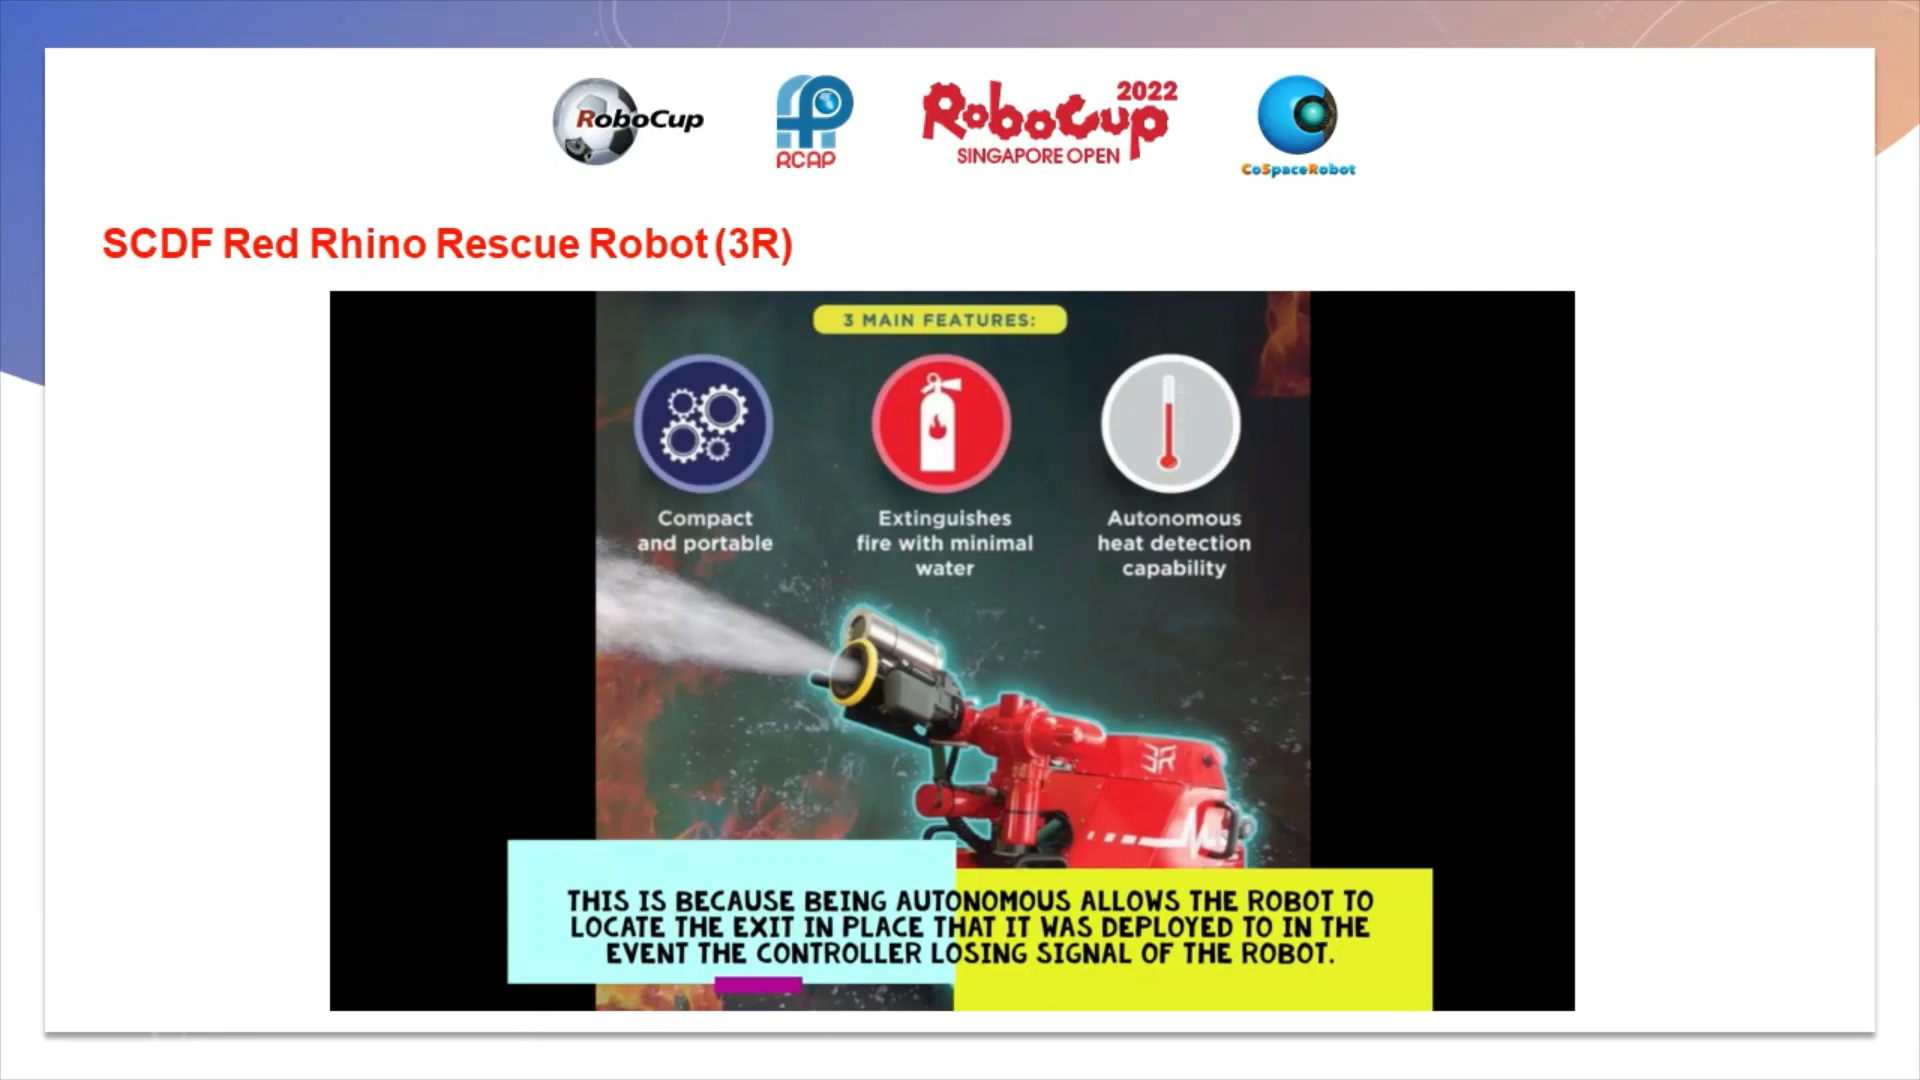 RoboCup
RCAP
2022
RoboCup
SINGAPORE OPEN
CoSpaceRobot
SCDF Red Rhino Rescue Robot (3R)
3 MAIN FEATURES:
Compact
and portable
Extinguishes
fire with minimal
water
Autonomous
heat detection
capability
3R
THIS IS BECAUSE BEING AUTONOMOUS ALLOWS THE ROBOT TO
LOCATE THE EXIT IN PLACE THAT IT WAS DEPLOYED TO IN THE
EVENT THE CONTROLLER LOSING SIGNAL OF THE ROBOT.